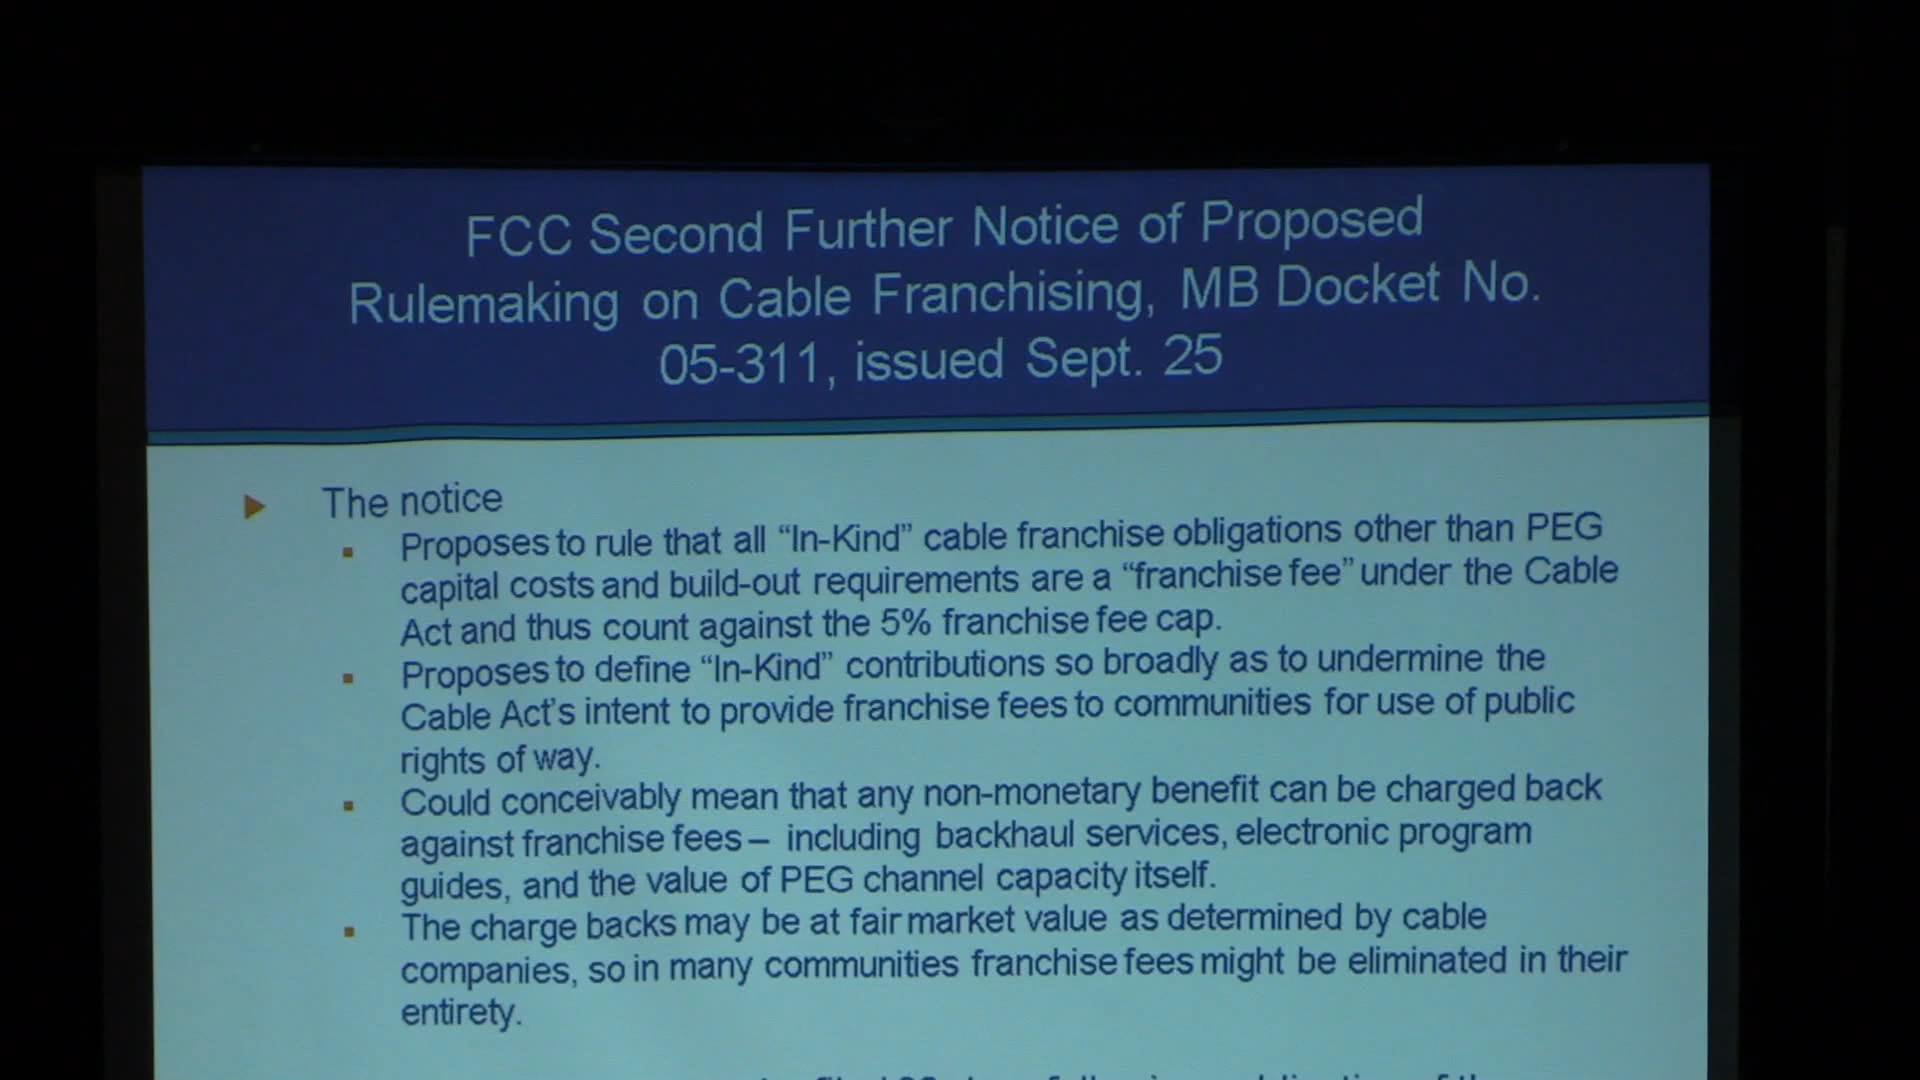 FCC Second Further Notice of Proposed
Rulemaking on Cable Franchising, MB Docket No.
05-311, issued Sept. 25
The notice
Proposes to rule that all “In-Kind” cable franchise obligations other than PEG
capital costs and build-out requirements are a “franchise fee” under the Cable
Act and thus count against the 5% franchise fee cap.
Proposes to define “In-Kind” contributions so broadly as to undermine the
Cable Act’s intent to provide franchise fees to communities for use of public
rights of way.
Could conceivably mean that any non-monetary benefit can be charged back
against franchise fees – including backhaul services, electronic program
guides, and the value of PEG channel capacity itself.
The charge backs may be at fair market value as determined by cable
companies, so in many communities franchise fees might be eliminated in their
entirety.